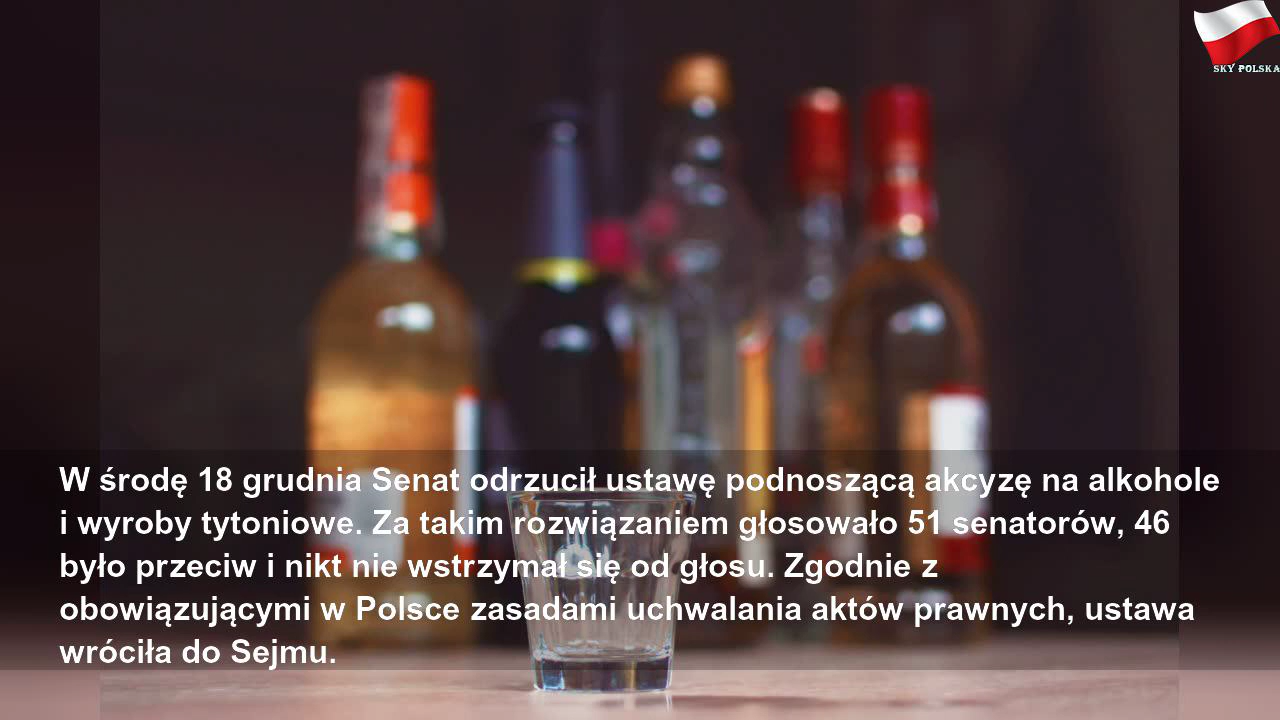 SKY POLSKA
W środę 18 grudnia Senat odrzucił ustawę podnoszącą akcyzę na alkohole
i wyroby tytoniowe. Za takim rozwiązaniem głosowało 51 senatorów, 46
było przeciw i nikt nie wstrzymał się od głosu. Zgodnie z
obowiązującymi w Polsce zasadami uchwalania aktów prawnych, ustawa
wróciła do Sejmu.